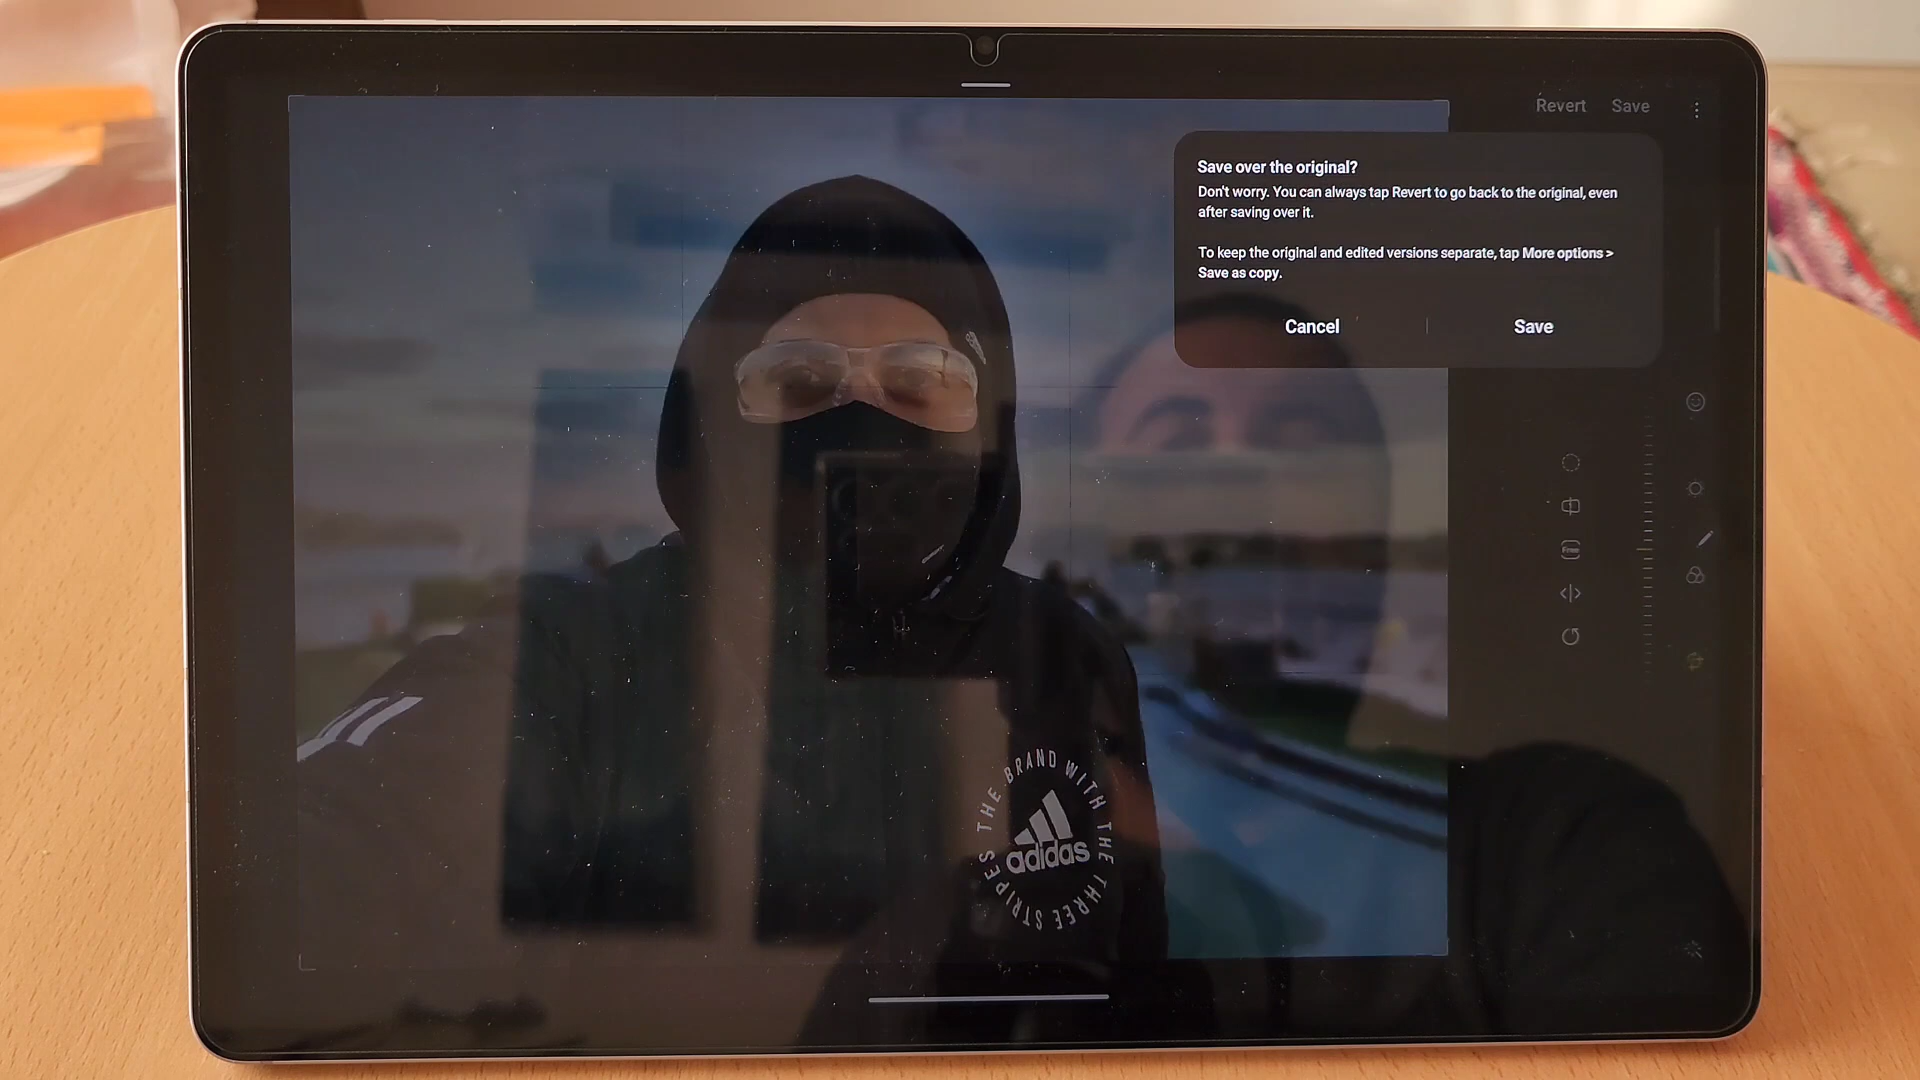 Revert Save
Save over the original?
Don't worry. You can always tap Revert to go back to the original, even
after saving over it.
To keep the original and edited versions separate, tap More options >
Save as copy.
Cancel Save
Free
THE BRAND WITH THE THREE STRIPES
adidas